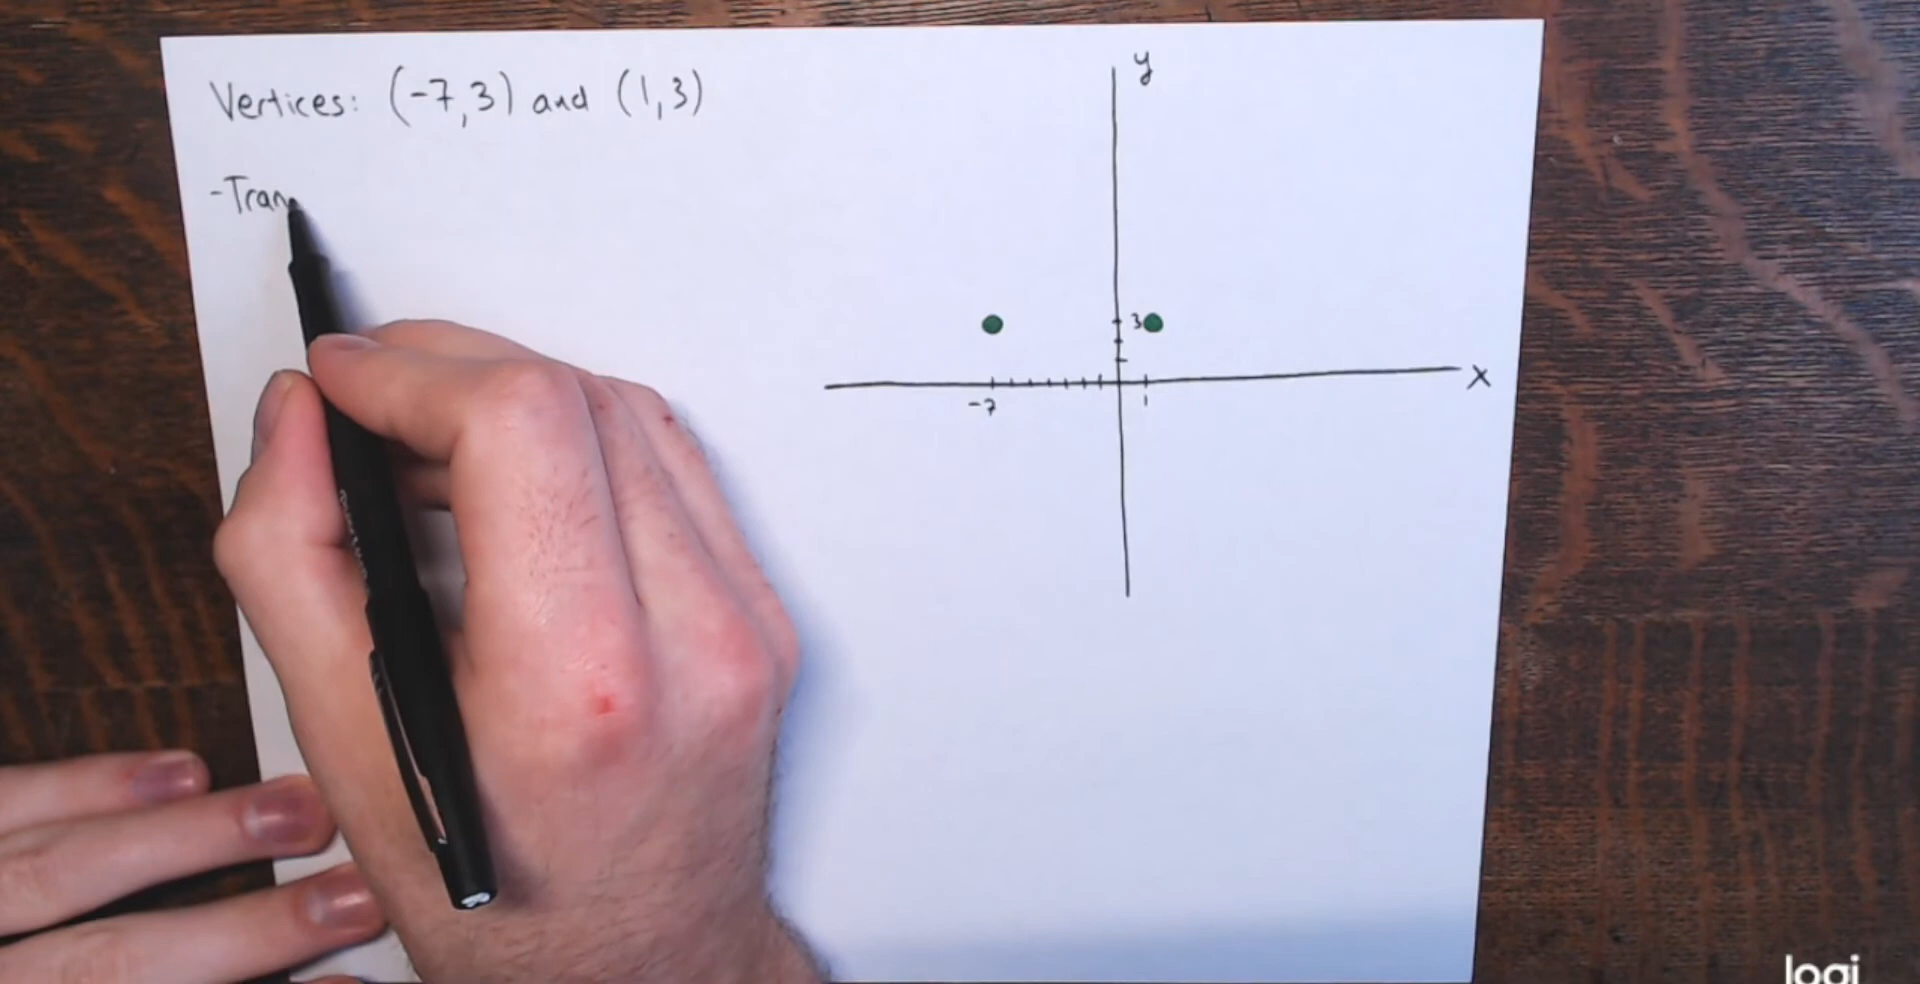 Vertices: (-7,3) and (1,3)
-Tran
y
3
x
-7
1
logi